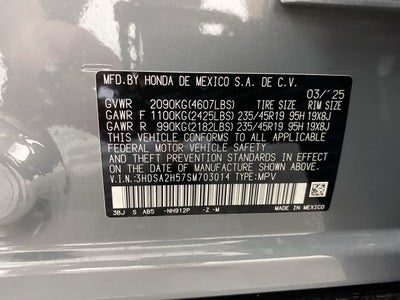 MFD.BY HONDA DE MEXICO S.A. DE C.V.
03/'25
GVWR 2090KG(4607LBS) TIRE SIZE RIM SIZE
GAWR F 1100KG(2425LBS) 235/45R19 95H 19X8J
GAWR R 990KG(2182LBS) 235/45R19 95H 19X8J
THIS VEHICLE CONFORMS TO ALL APPLICABLE
FEDERAL MOTOR VEHICLE SAFETY,
AND THEFT PREVENTION STANDARDS IN EFFECT
ON THE DATE OF MANUFACTURE SHOWN
ABOVE.
V.I.N.:3HDSA2H57SM703014 TYPE:MPV
3BJ S AB5 -NH912P -Z -M
MADE IN MEXICO